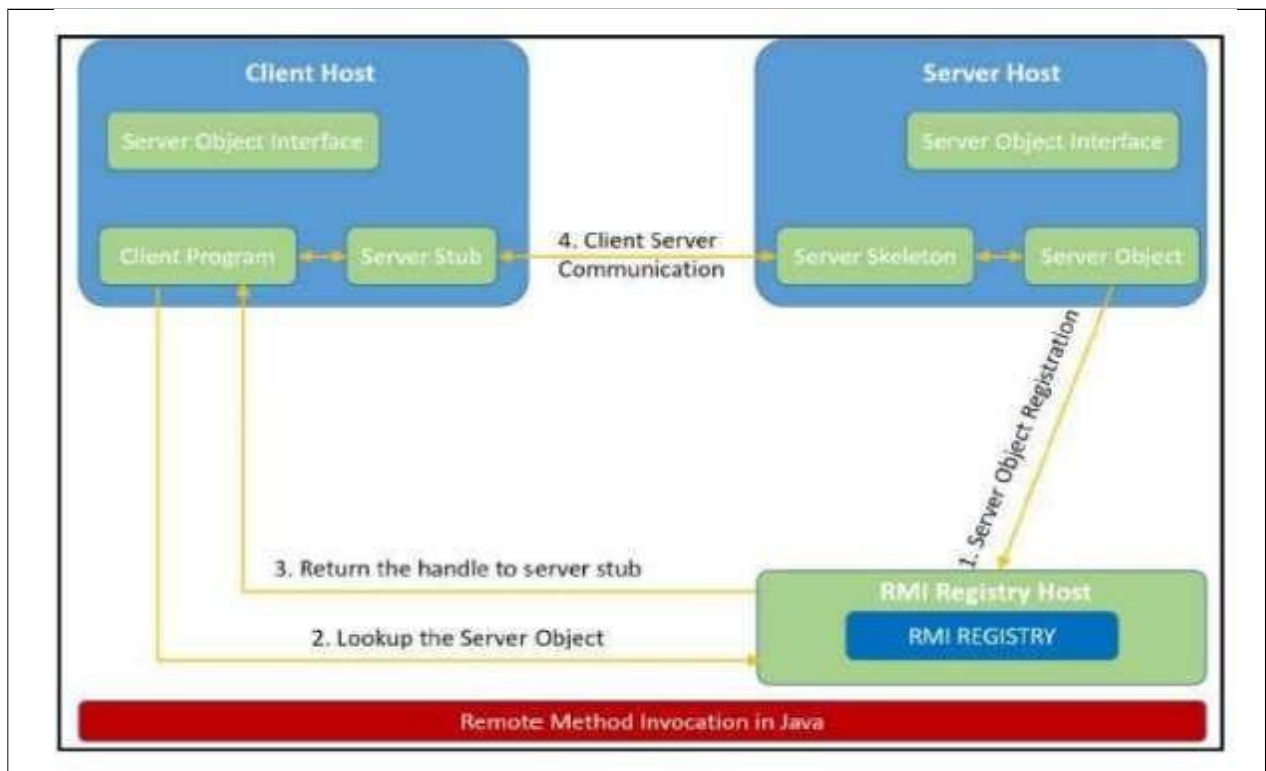 Client Host
Server Object Interface
Client Program
Server Stub
4. Client Server
Communication
Server Host
Server Object Interface
Server Skeleton
Server Object
1. Server Object Registration
3. Return the handle to server stub
2. Lookup the Server Object
RMI Registry Host
RMI REGISTRY
Remote Method Invocation in Java